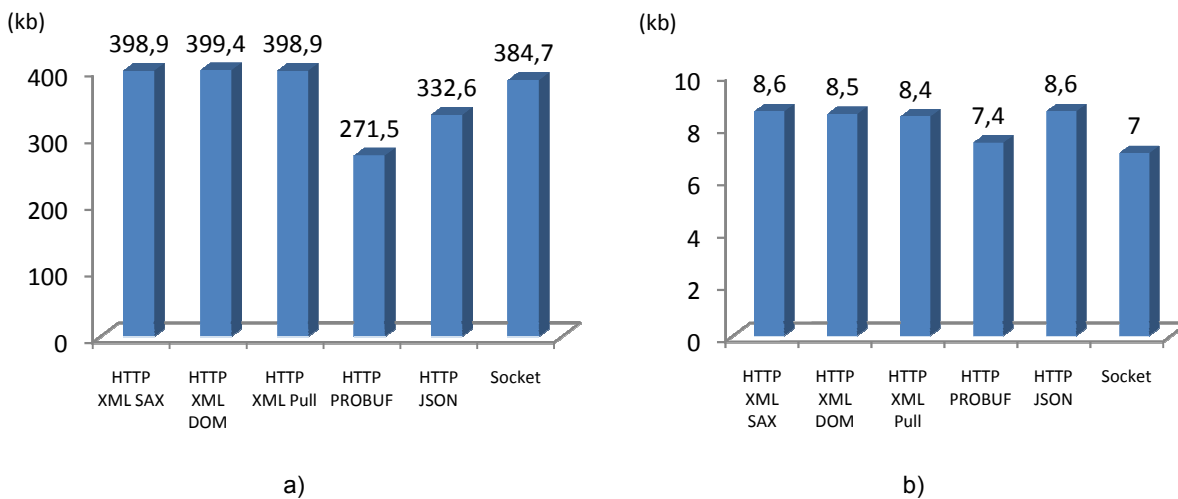 (kb)
398,9 399,4 398,9 271,5 332,6 384,7
400
300
200
100
0
HTTP XML SAX
HTTP XML DOM
HTTP XML Pull
HTTP PROBUF
HTTP JSON
Socket
a)
(kb)
8,6 8,5 8,4 7,4 8,6 7
10
8
6
4
2
0
HTTP XML SAX
HTTP XML DOM
HTTP XML Pull
HTTP PROBUF
HTTP JSON
Socket
b)